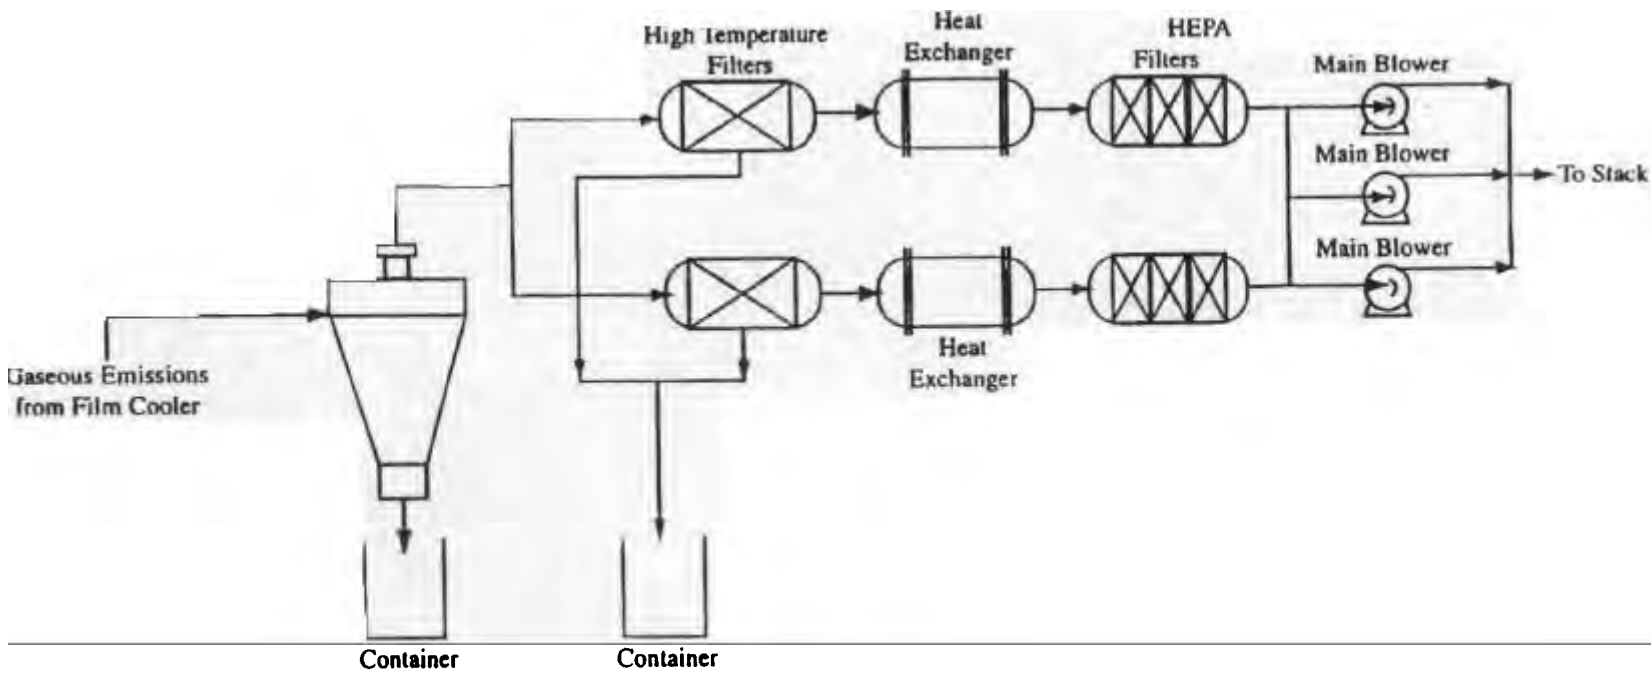 Heat
Exchanger
HEPA
Filters
High Temperature
Filters
Main Blower
Main Blower
To Stack
Main Blower
Heat
Exchanger
Gaseous Emissions
from Film Cooler
Container
Container